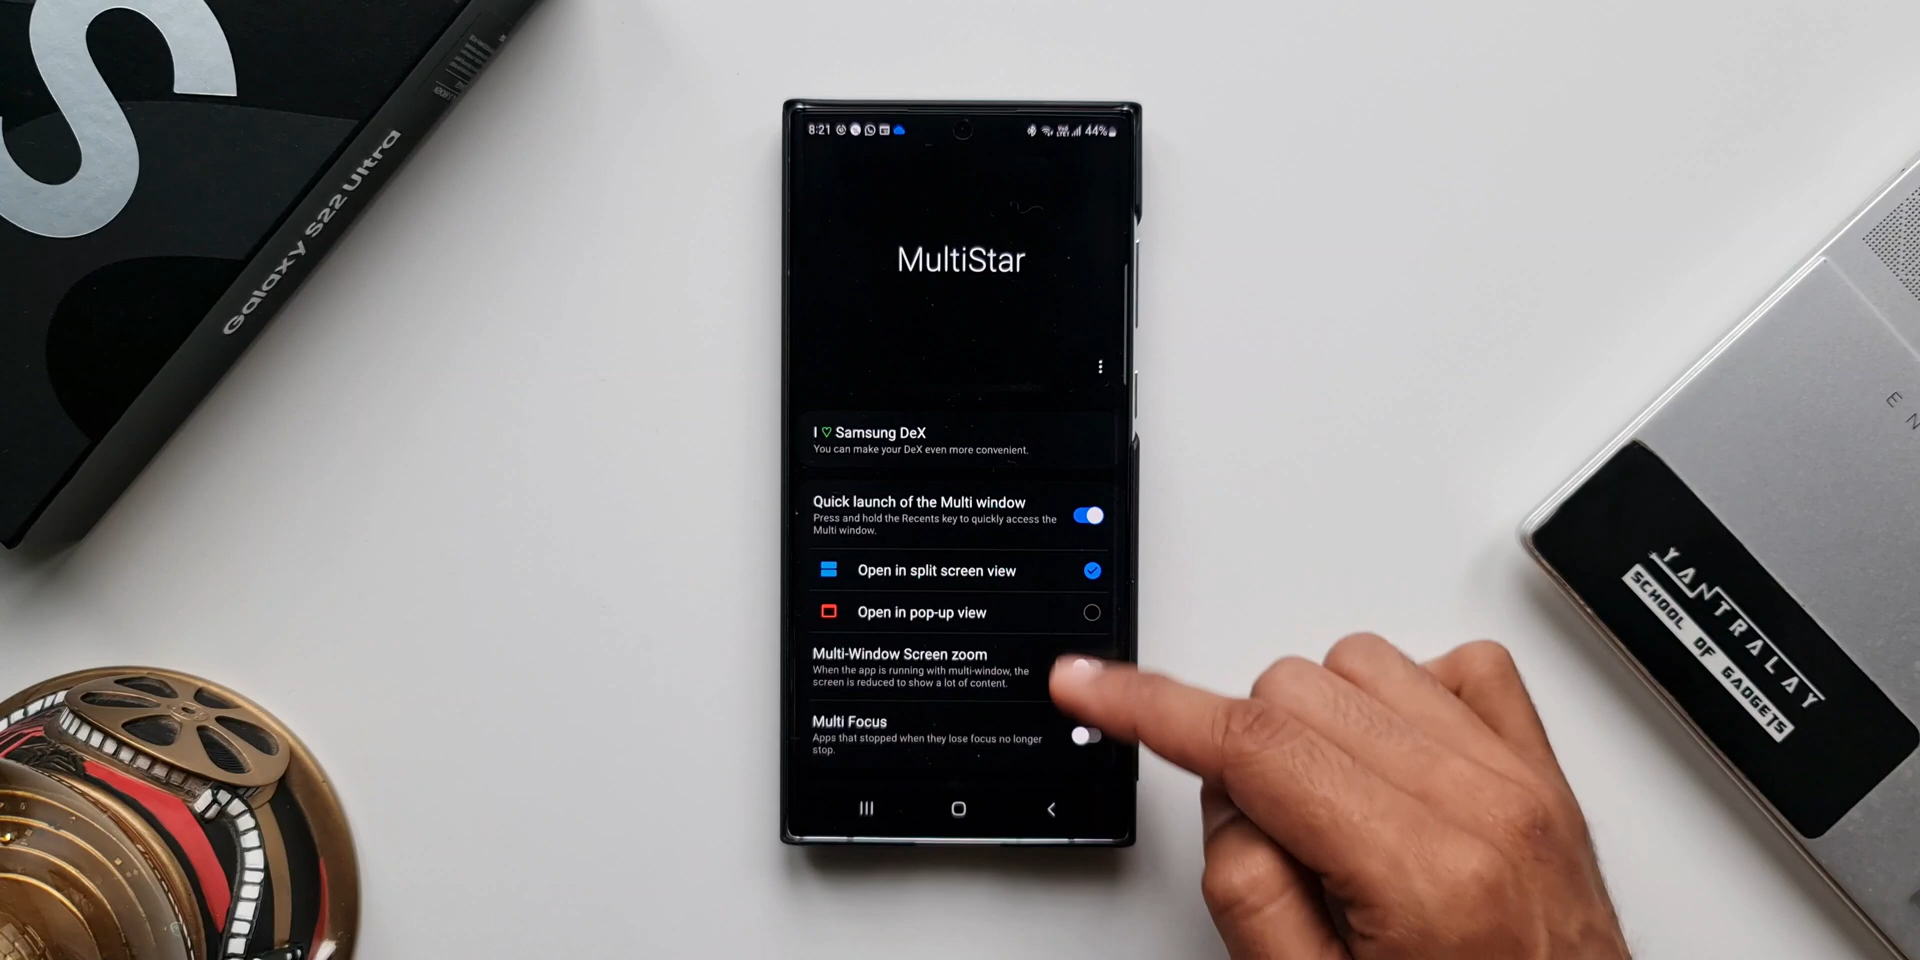 S
Galaxy S22 Ultra
8:21
44%
MultiStar
I ♡ Samsung DeX
You can make your DeX even more convenient.
Quick launch of the Multi window
Press and hold the Recents key to quickly access the
Multi window.
Open in split screen view
Open in pop-up view
Multi-Window Screen zoom
When the app is running with multi-window, the
screen is reduced to show a lot of content.
Multi Focus
Apps that stopped when they lose focus no longer
stop.
YANTRALAY
SCHOOL OF GADGETS